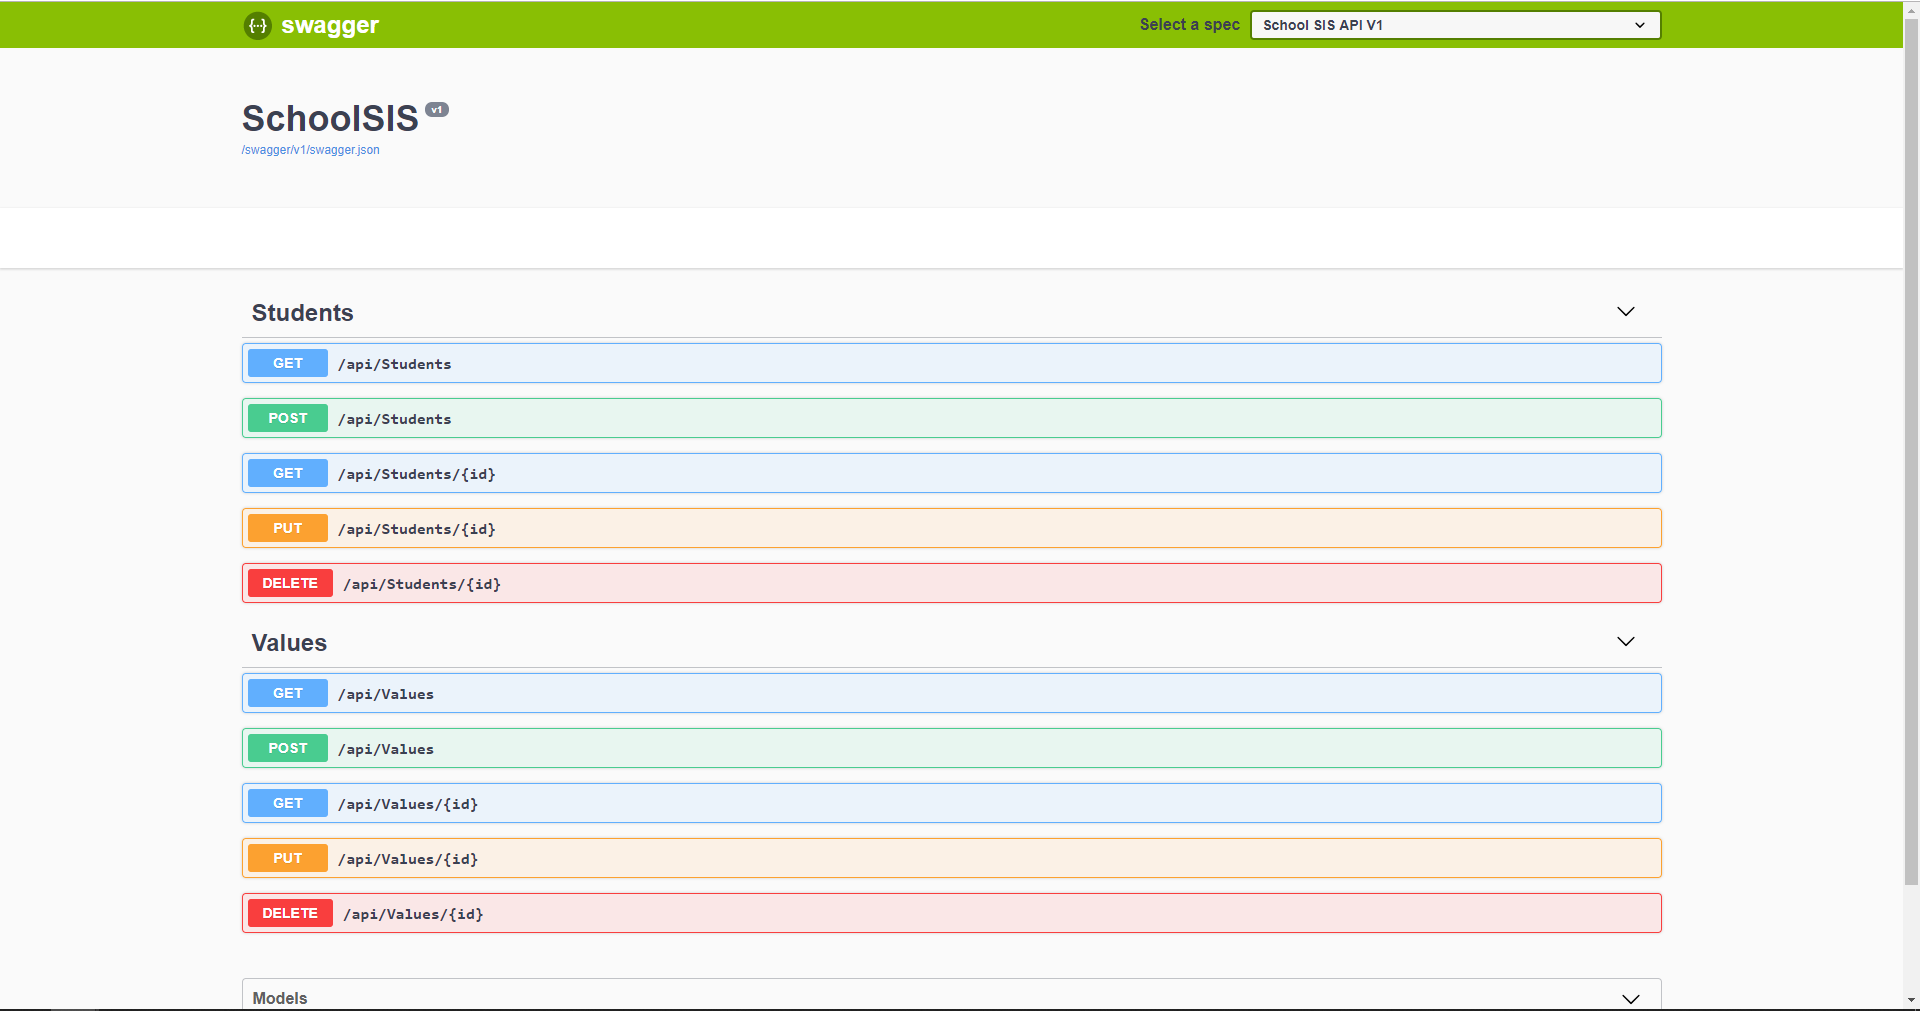 {···} swagger
Select a spec School SIS API V1
SchoolSIS v1
/swagger/v1/swagger.json
Students
GET /api/Students
POST /api/Students
GET /api/Students/{id}
PUT /api/Students/{id}
DELETE /api/Students/{id}
Values
GET /api/Values
POST /api/Values
GET /api/Values/{id}
PUT /api/Values/{id}
DELETE /api/Values/{id}
Models